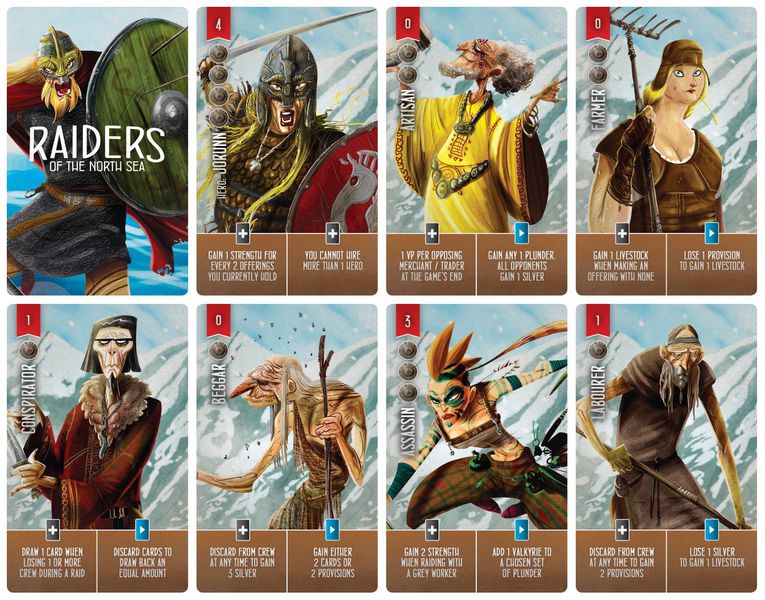 RAIDERS
OF THE NORTH SEA
4
HERO-JORUNN
GAIN 1 STRENGTH FOR
EVERY 2 OFFERINGS
YOU CURRENTLY HOLD
YOU CANNOT HIRE
MORE THAN 1 HERO
0
ARTISAN
1 VP PER OPPOSING
MERCHANT / TRADER
AT THE GAME'S END
GAIN ANY 1 PLUNDER,
ALL OPPONENTS
GAIN 1 SILVER
0
FARMER
GAIN 1 LIVESTOCK
WHEN MAKING AN
OFFERING WITH NONE
LOSE 1 PROVISION
TO GAIN 1 LIVESTOCK
1
CONSPIRATOR
DRAW 1 CARD WHEN
LOSING 1 OR MORE
CREW DURING A RAID
DISCARD CARDS TO
DRAW BACK AN
EQUAL AMOUNT
0
BEGGAR
DISCARD FROM CREW
AT ANY TIME TO GAIN
3 SILVER
GAIN EITHER
2 CARDS OR
2 PROVISIONS
3
ASSASSIN
GAIN 2 STRENGTH
WHEN RAIDING WITH
A GREY WORKER
ADD 1 VALKYRIE TO
A CHOSEN SET
OF PLUNDER
1
LABOURER
DISCARD FROM CREW
AT ANY TIME TO GAIN
2 PROVISIONS
LOSE 1 SILVER
TO GAIN 1 LIVESTOCK